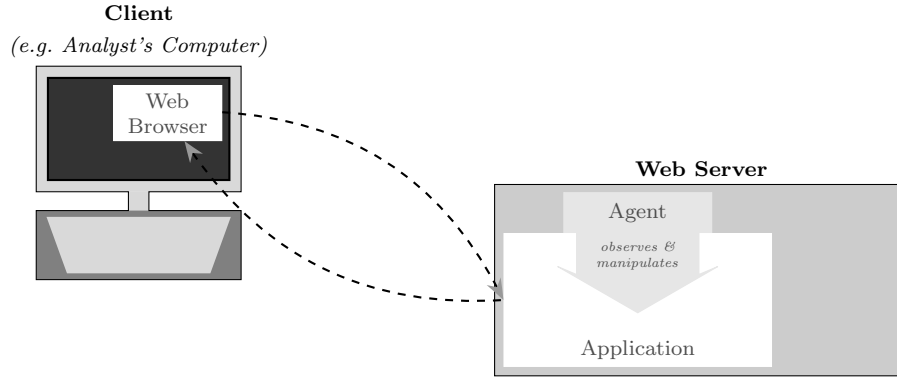 Client
(e.g. Analyst's Computer)
Web
Browser
Web Server
Agent
observes &
manipulates
Application